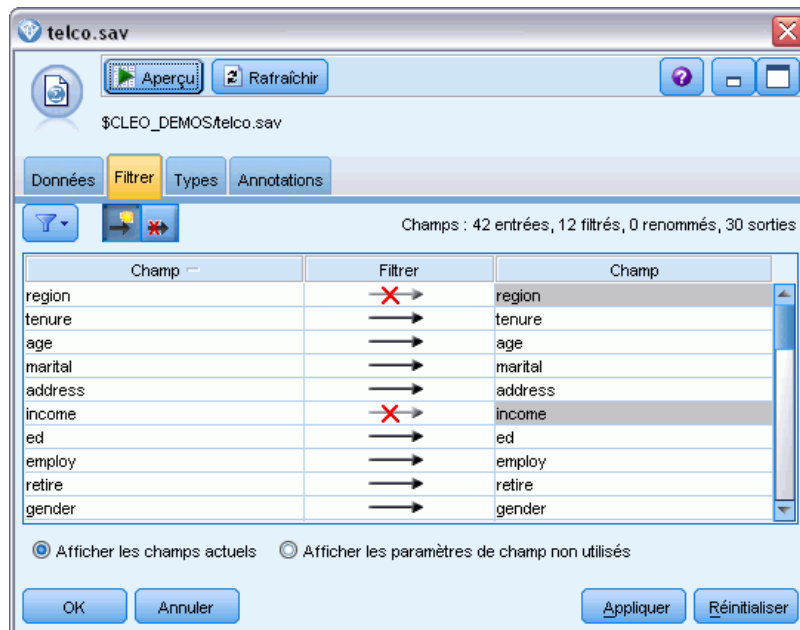 telco.sav
Aperçu Rafraîchir
$CLEO_DEMOS/telco.sav
Données Filtrer Types Annotations
Champs : 42 entrées, 12 filtrés, 0 renommés, 30 sorties
Champ Filtrer Champ
region region
tenure tenure
age age
marital marital
address address
income income
ed ed
employ employ
retire retire
gender gender
Afficher les champs actuels Afficher les paramètres de champ non utilisés
OK Annuler Appliquer Réinitialiser